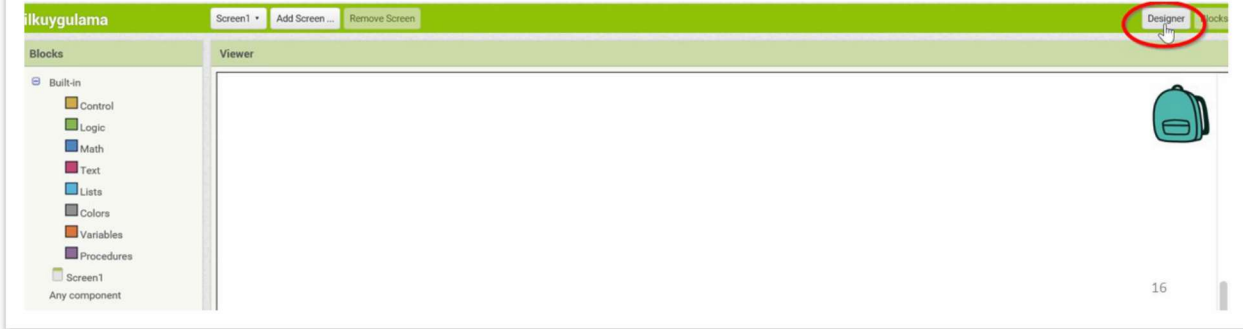 ilkuygulama
Screen1 Add Screen ... Remove Screen Designer Blocks
Blocks Viewer
Built-in
Control
Logic
Math
Text
Lists
Colors
Variables
Procedures
Screen1
Any component
16